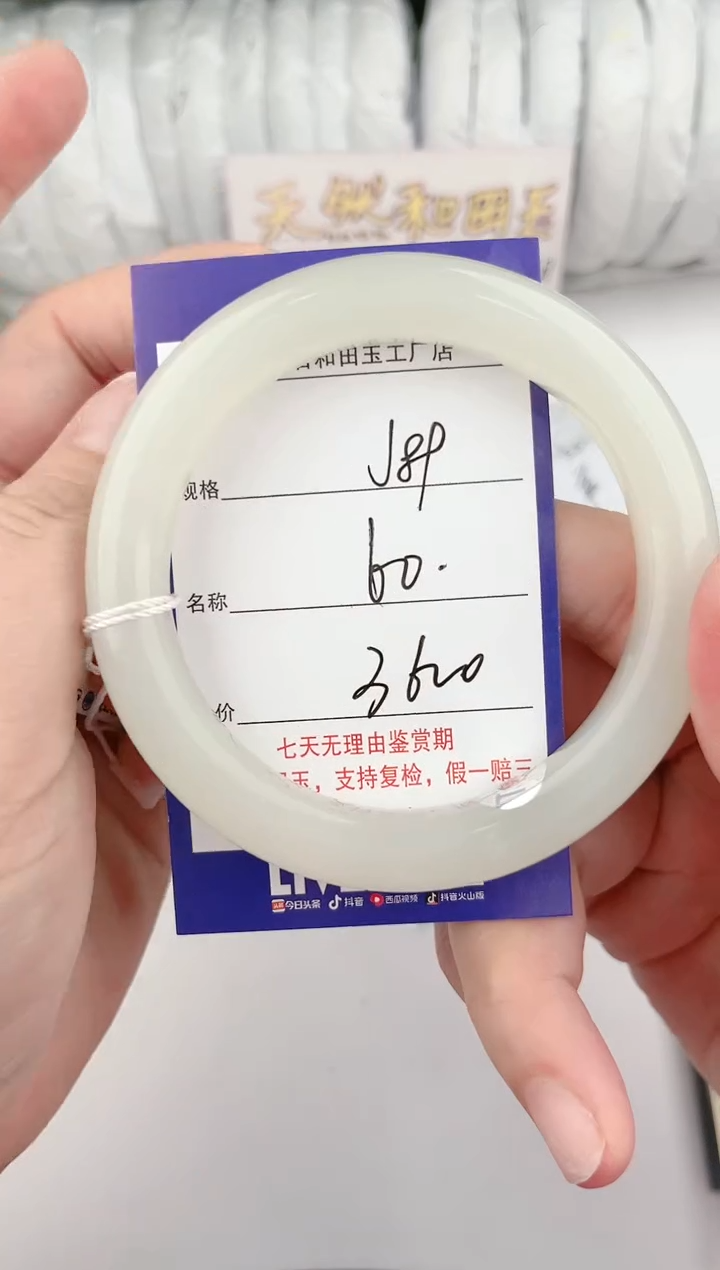 天然和田玉
和田玉工厂店
规格
名称
60.
价
3600
七天无理由鉴赏期
玉，支持复检，假一赔三
LIV
今日头条 抖音 西瓜视频 抖音火山版